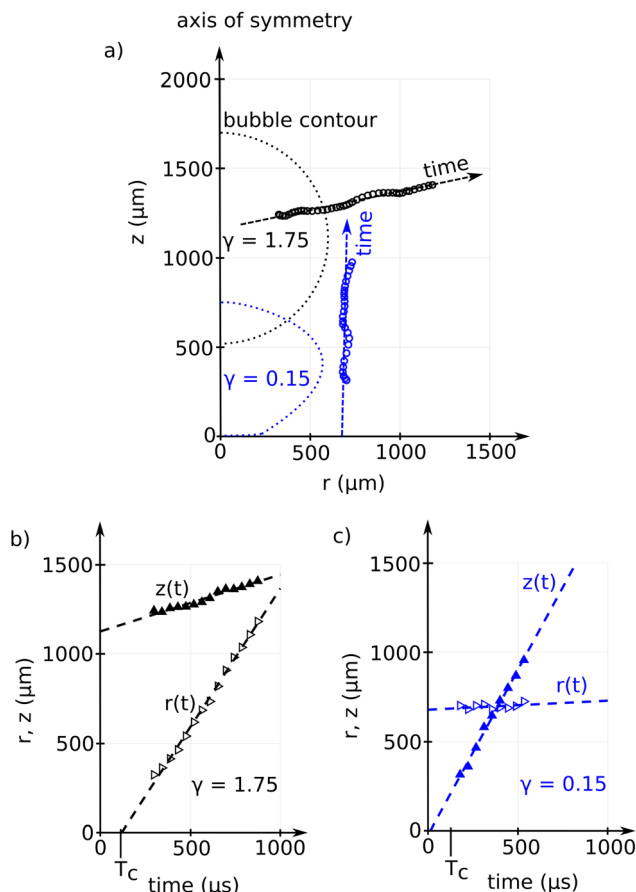 axis of symmetry
a)
2000
bubble contour
1500
time
z (µm)
γ = 1.75
time
1000
500
γ = 0.15
0
0 500 1000 1500
r (µm)
b)
1500
z(t)
1000
r, z (µm)
r(t)
500
γ = 1.75
0
0 500 1000
Tc
time (µs)
c)
1500
z(t)
1000
r, z (µm)
r(t)
500
γ = 0.15
0
0 500 1000
Tc
time (µs)